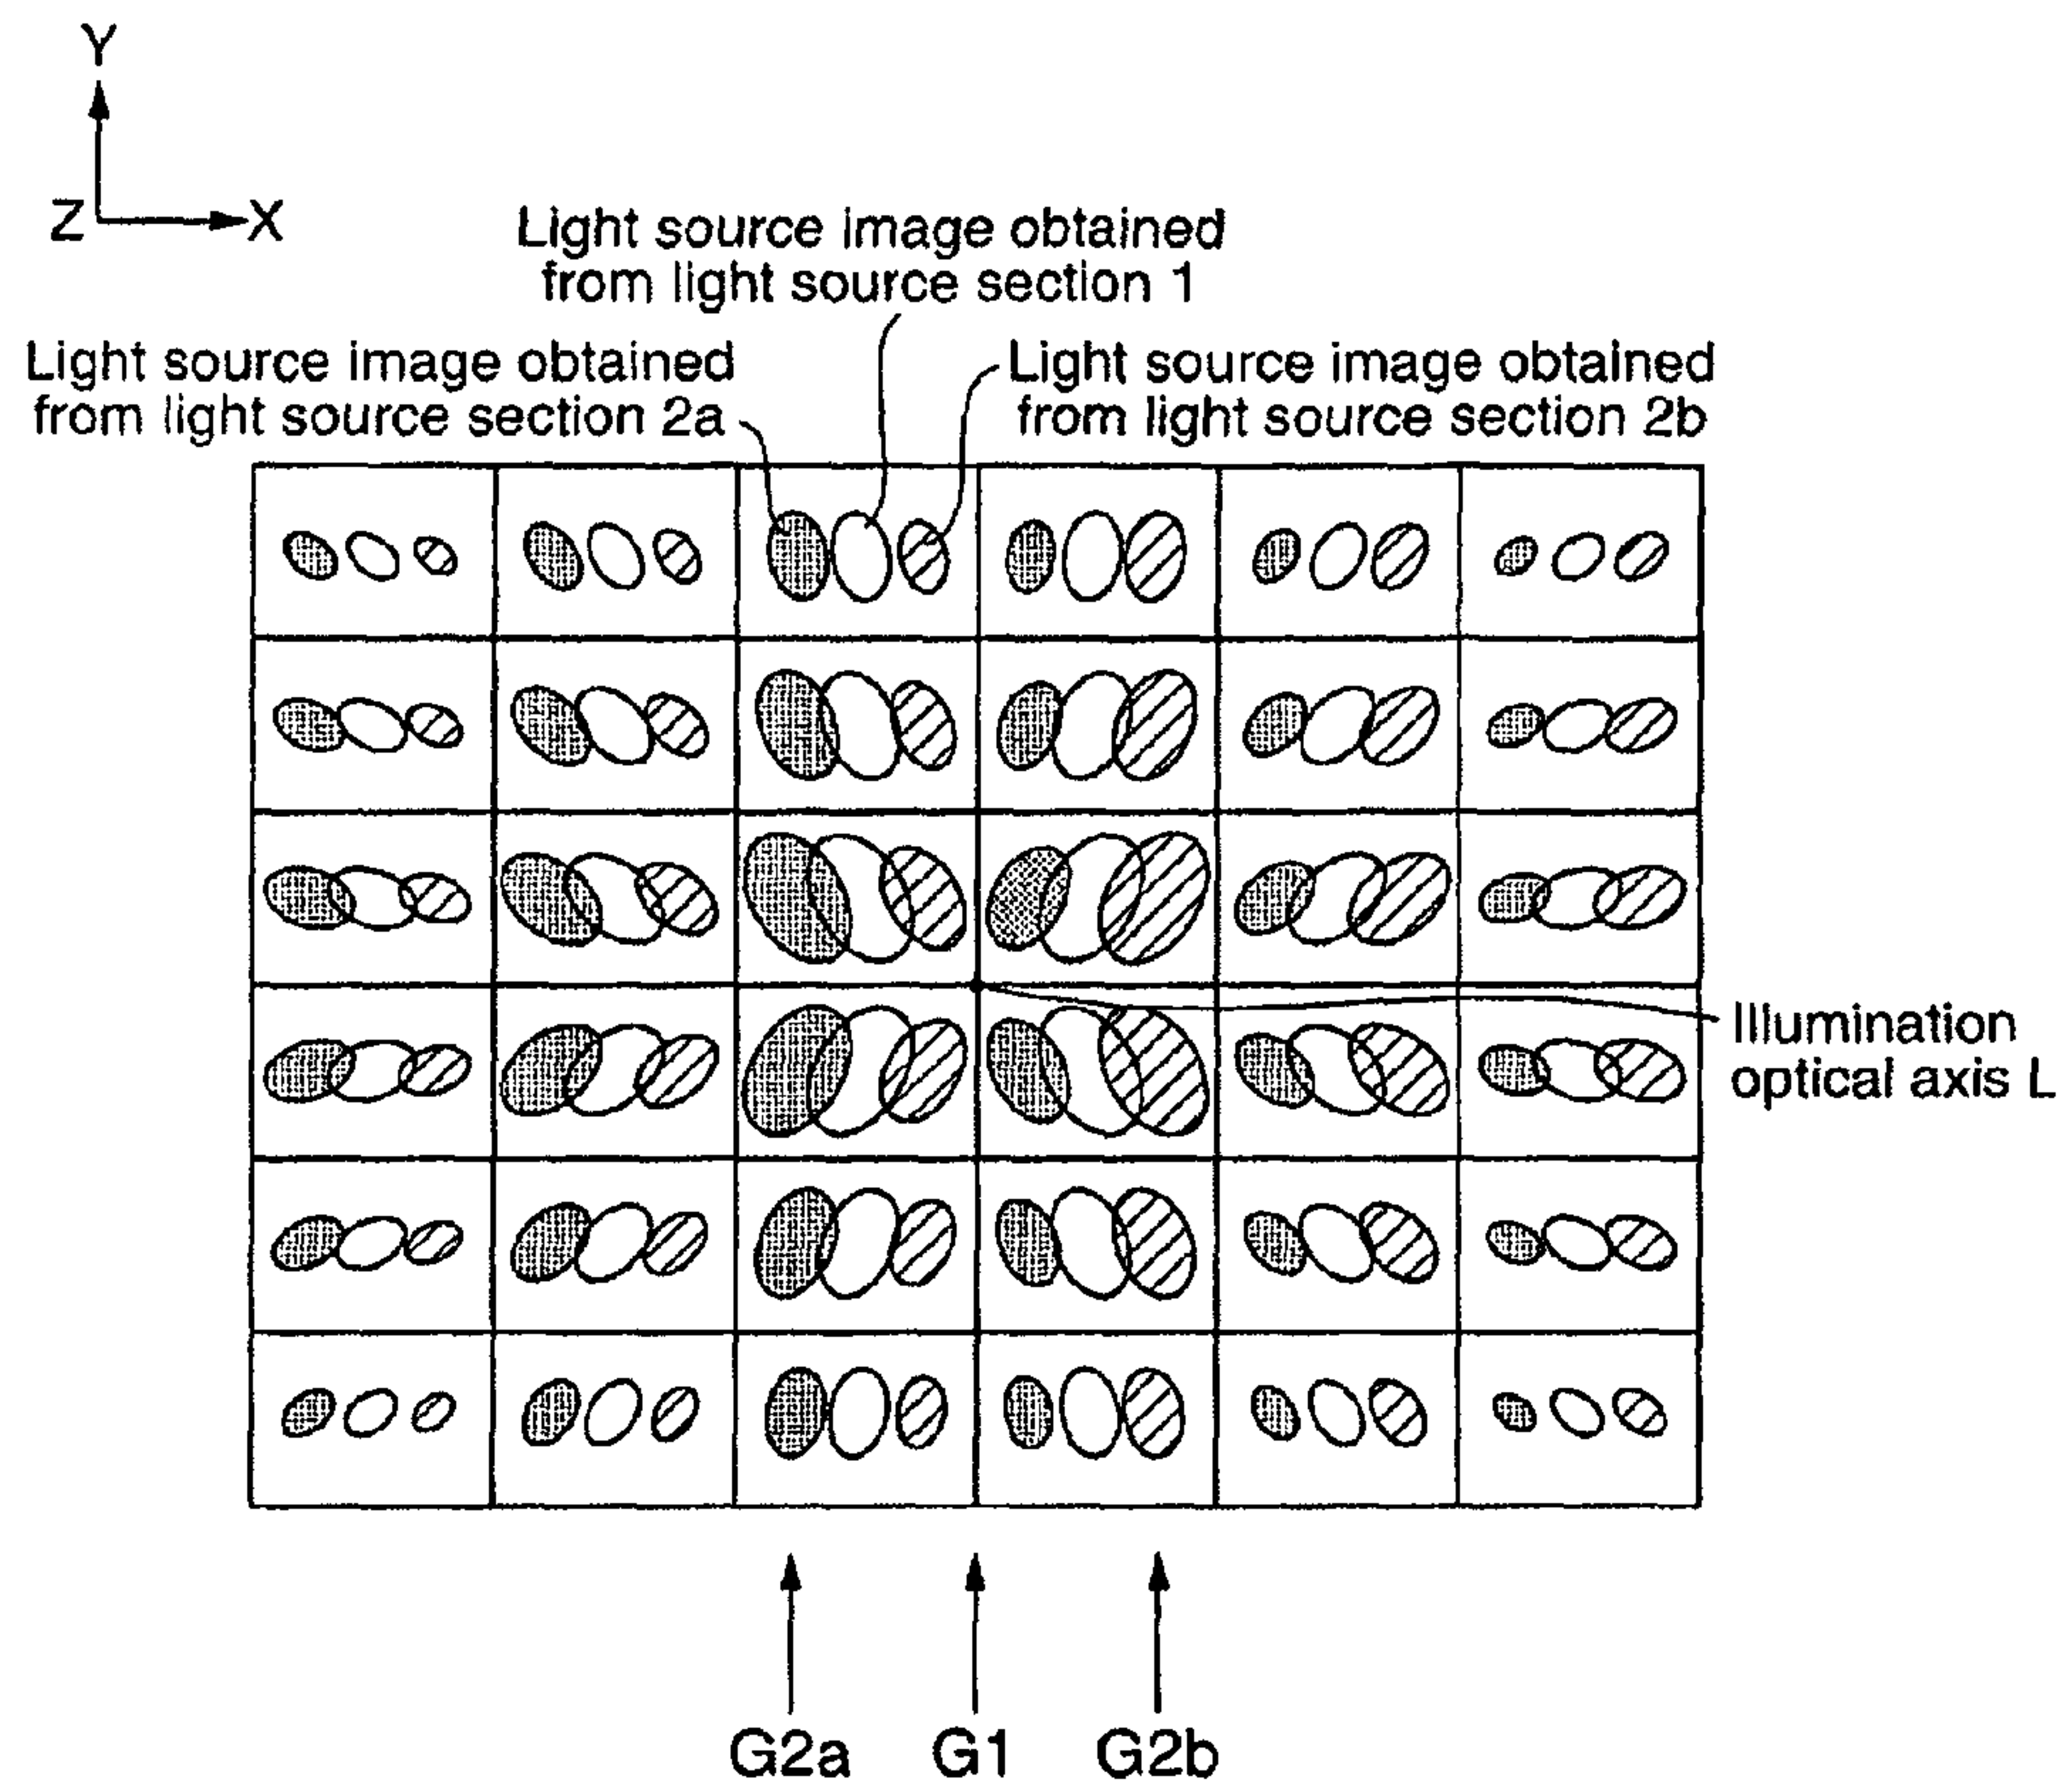 Y
Z
X
Light source image obtained
from light source section 1
Light source image obtained
from light source section 2a
Light source image obtained
from light source section 2b
Illumination
optical axis L
G2a
G1
G2b